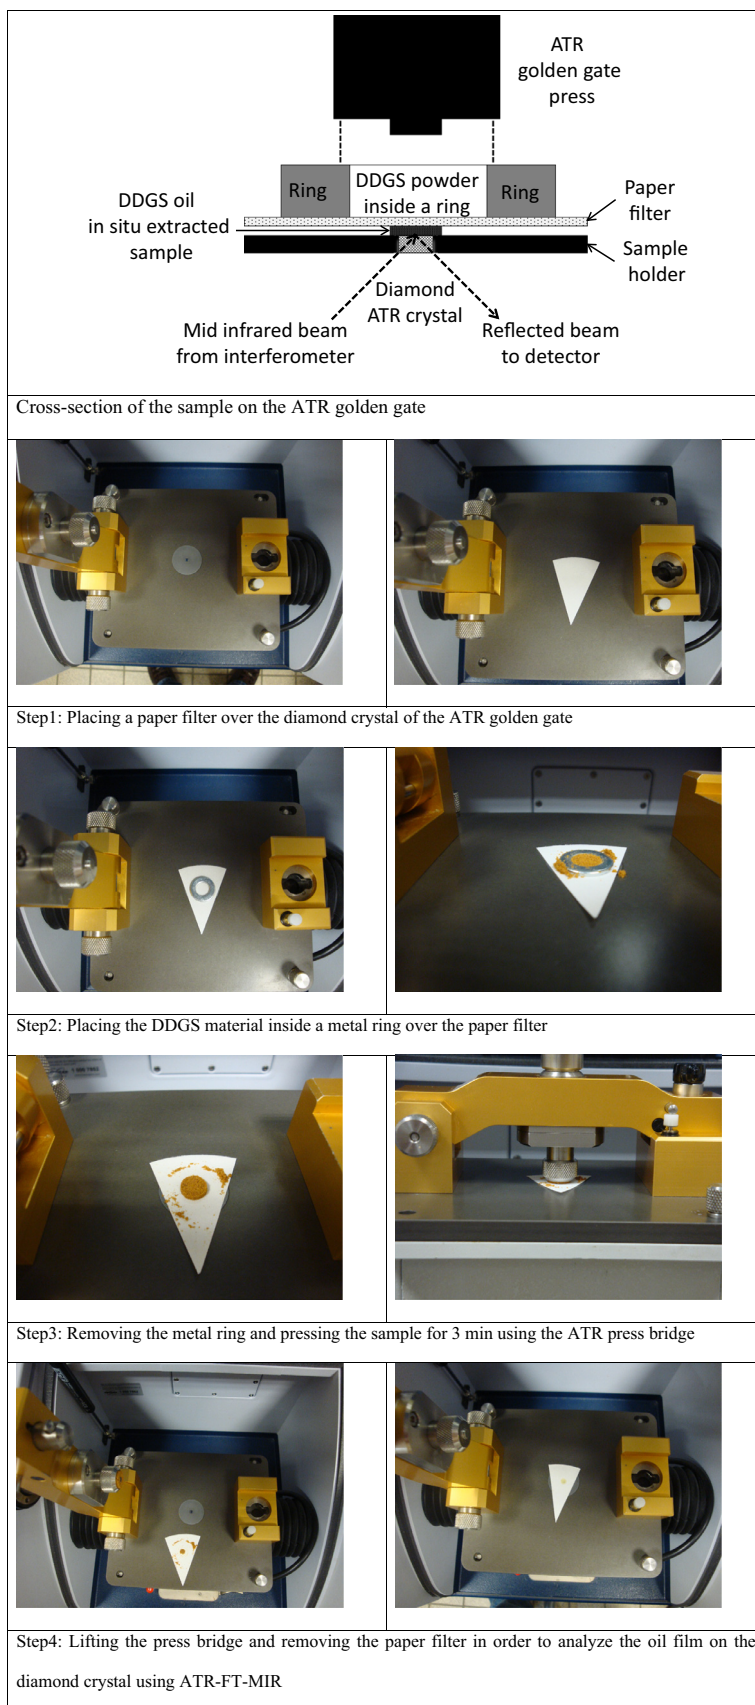 ATR
golden gate
press
Ring
DDGS powder
inside a ring
Ring
DDGS oil
in situ extracted
sample
Paper
filter
Sample
holder
Diamond
ATR crystal
Mid infrared beam
from interferometer
Reflected beam
to detector
Cross-section of the sample on the ATR golden gate
Step1: Placing a paper filter over the diamond crystal of the ATR golden gate
Step2: Placing the DDGS material inside a metal ring over the paper filter
Step3: Removing the metal ring and pressing the sample for 3 min using the ATR press bridge
Step4: Lifting the press bridge and removing the paper filter in order to analyze the oil film on the
diamond crystal using ATR-FT-MIR